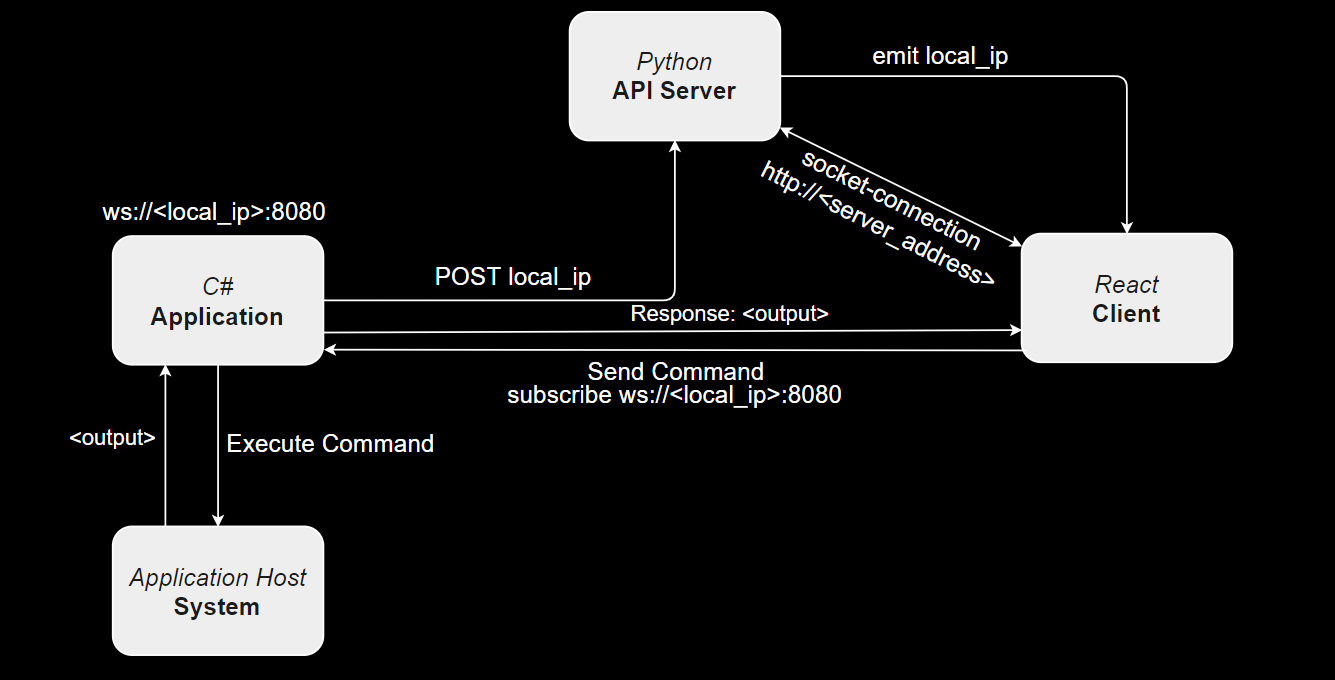 Python
API Server
emit local_ip
socket-connection
http://<server_address>
ws://<local_ip>:8080
C#
Application
POST local_ip
React
Client
Response: <output>
Send Command
subscribe ws://<local_ip>:8080
<output>
Execute Command
Application Host
System